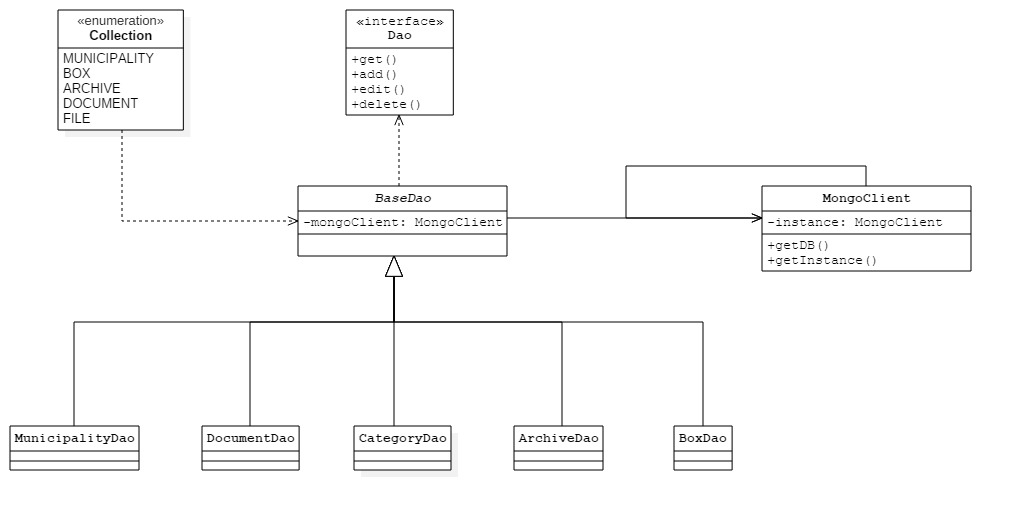 «enumeration»
Collection
MUNICIPALITY
BOX
ARCHIVE
DOCUMENT
FILE
«interface»
Dao
+get()
+add()
+edit()
+delete()
BaseDao
-mongoClient: MongoClient
MongoClient
-instance: MongoClient
+getDB()
+getInstance()
MunicipalityDao
DocumentDao
CategoryDao
ArchiveDao
BoxDao